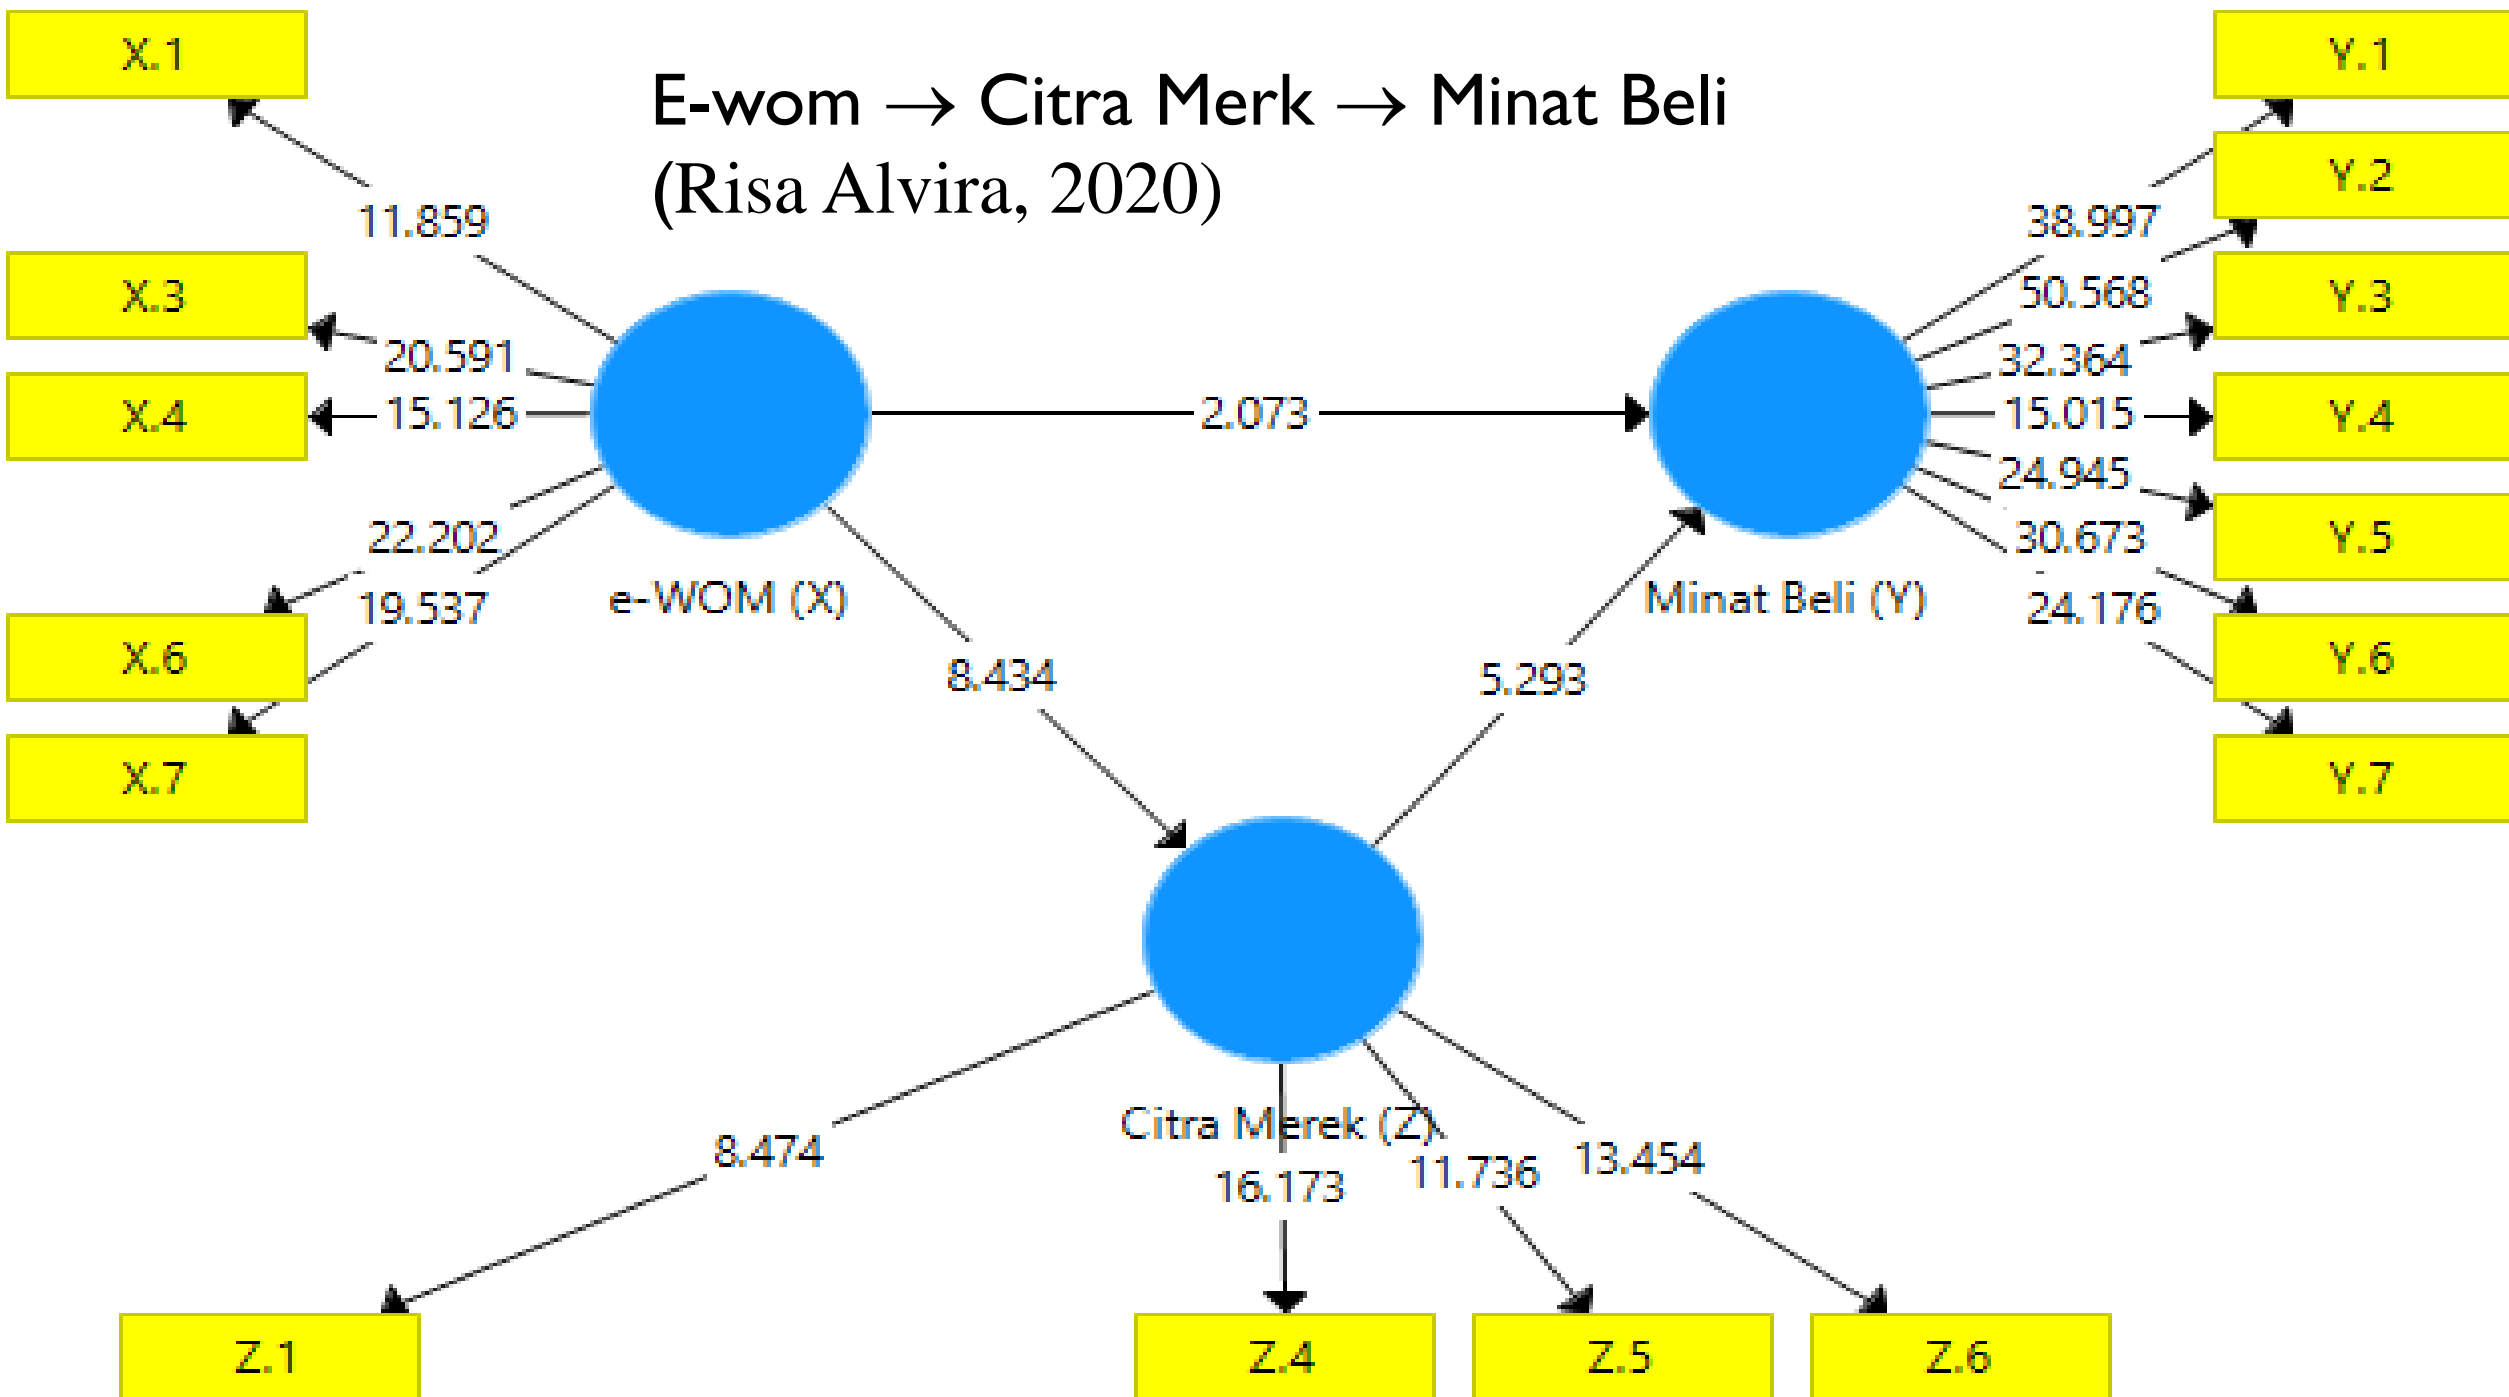 E-wom → Citra Merk → Minat Beli
(Risa Alvira, 2020)
X.1
X.3
X.4
X.6
X.7
11.859
20.591
15.126
22.202
19.537
e-WOM (X)
2.073
8.434
5.293
Minat Beli (Y)
38.997
50.568
32.364
15.015
24.945
30.673
24.176
Y.1
Y.2
Y.3
Y.4
Y.5
Y.6
Y.7
Citra Merek (Z)
8.474
16.173
11.736
13.454
Z.1
Z.4
Z.5
Z.6